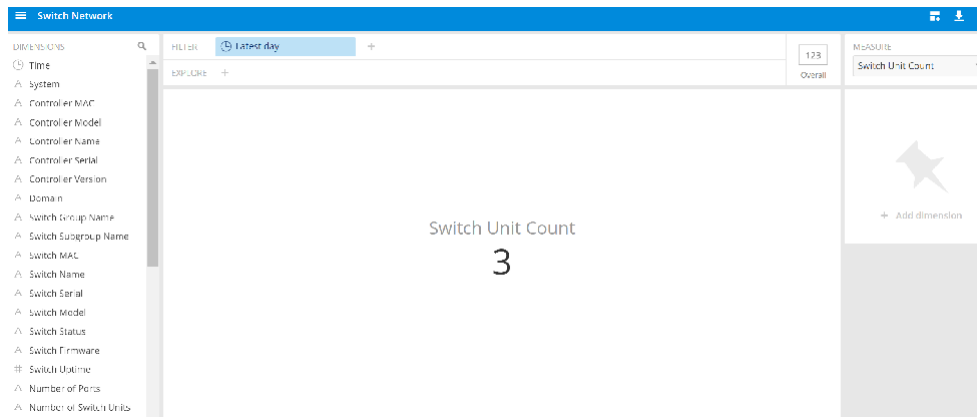 Switch Network
DIMENSIONS
Time
System
Controller MAC
Controller Model
Controller Name
Controller Serial
Controller Version
Domain
Switch Group Name
Switch Subgroup Name
Switch MAC
Switch Name
Switch Serial
Switch Model
Switch Status
Switch Firmware
Switch Uptime
Number of Ports
Number of Switch Units
FILTER Latest day +
EXPLORE +
123
Overall
Switch Unit Count
3
MEASURE
Switch Unit Count
+ Add dimension